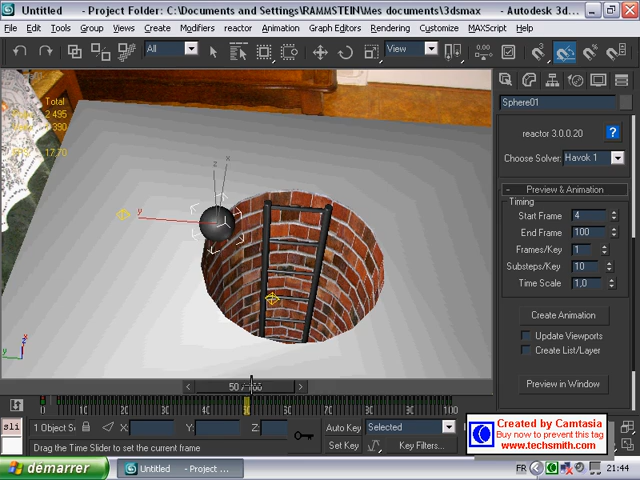 Untitled - Project Folder: C:\Documents and Settings\RAMMSTEIN\Mes documents\3dsmax - Autodesk 3d...
File Edit Tools Group Views Create Modifiers reactor Animation Graph Editors Rendering Customize MAXScript Help
All
View
Total
2 495
390
Sphere01
reactor 3.0.0.20
?
Choose Solver: Havok 1
- Preview & Animation
Timing
Start Frame 4
End Frame 100
Frames/Key 1
Substeps/Key 10
Time Scale 1,0
Create Animation
Update Viewports
Create List/Layer
Preview in Window
z
x
y
z
x
y
< 50 / 100 >
0 10 20 30 40 50 60 70 80 90 100
sli
1 Object S
X:
Y:
Z:
Auto Key
Selected
Drag the Time Slider to set the current frame
Set Key
Key Filters...
Created by Camtasia
Buy now to prevent this tag
www.techsmith.com
démarrer
Untitled - Project ...
FR
21:44